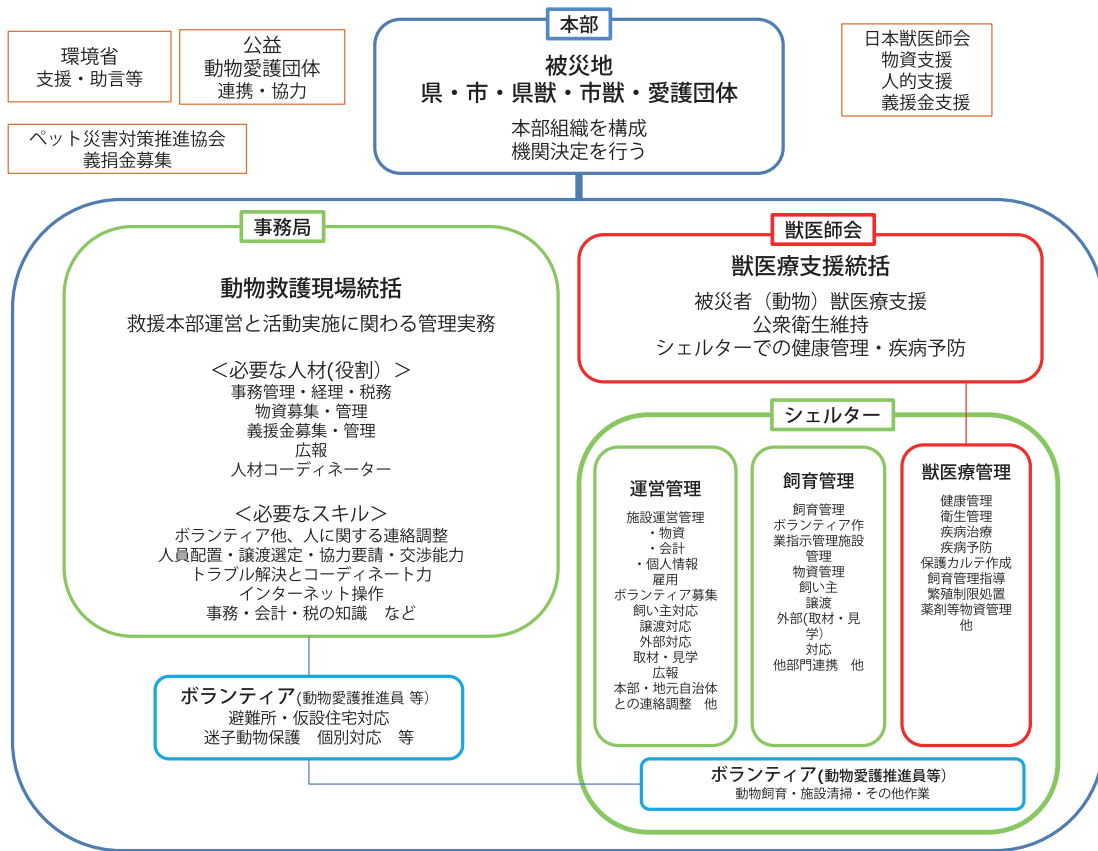 本部
環境省
支援・助言等
公益
動物愛護団体
連携・協力
ペット災害対策推進協会
義捐金募集
被災地
県・市・県獣・市獣・愛護団体
本部組織を構成
機関決定を行う
日本獣医師会
物資支援
人的支援
義援金支援
事務局
動物救護現場統括
救援本部運営と活動実施に関わる管理実務
＜必要な人材(役割）＞
事務管理・経理・税務
物資募集・管理
義援金募集・管理
広報
人材コーディネーター
＜必要なスキル＞
ボランティア他、人に関する連絡調整
人員配置・譲渡選定・協力要請・交渉能力
トラブル解決とコーディネート力
インターネット操作
事務・会計・税の知識　など
ボランティア(動物愛護推進員 等）
避難所・仮設住宅対応
迷子動物保護　個別対応　等
獣医師会
獣医療支援統括
被災者（動物）獣医療支援
公衆衛生維持
シェルターでの健康管理・疾病予防
シェルター
運営管理
施設運営管理
・物資
・会計
・個人情報
雇用
ボランティア募集
飼い主対応
譲渡対応
外部対応
取材・見学
広報
本部・地元自治体
との連絡調整　他
飼育管理
飼育管理
ボランティア作
業指示管理施設
管理
物資管理
飼い主
譲渡
外部(取材・見
学）
対応
他部門連携　他
獣医療管理
健康管理
衛生管理
疾病治療
疾病予防
保護カルテ作成
飼育管理指導
繁殖制限処置
薬剤等物資管理
他
ボランティア(動物愛護推進員等）
動物飼育・施設清掃・その他作業